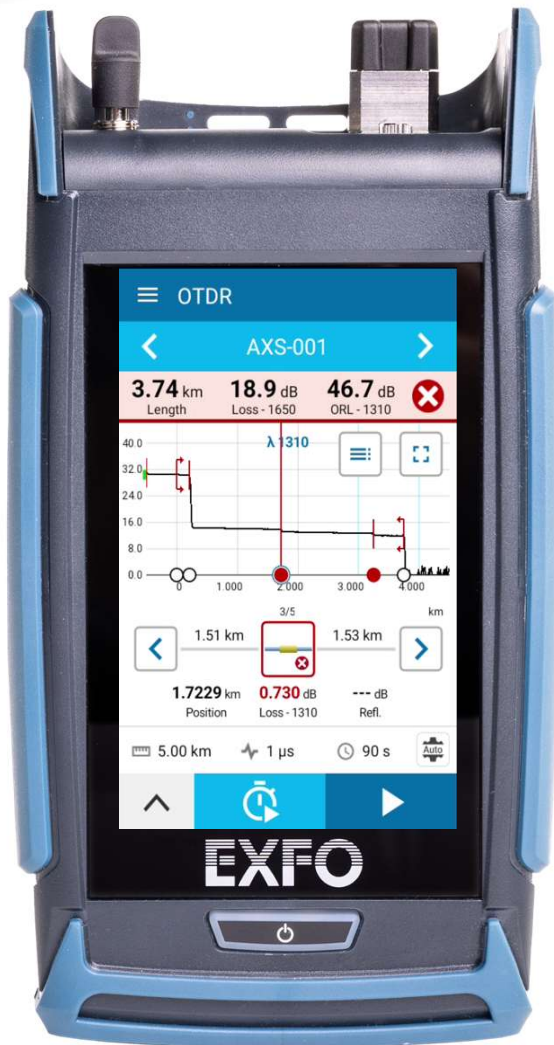 OTDR
AXS-001
3.74 km 18.9 dB 46.7 dB
Length Loss - 1650 ORL - 1310
λ 1310
40.0
32.0
24.0
16.0
8.0
0.0
0 1.000 2.000 3.000 4.000
3/5 km
1.51 km 1.53 km
1.7229 km 0.730 dB --- dB
Position Loss - 1310 Refl.
5.00 km 1 µs 90 s Auto
EXFO